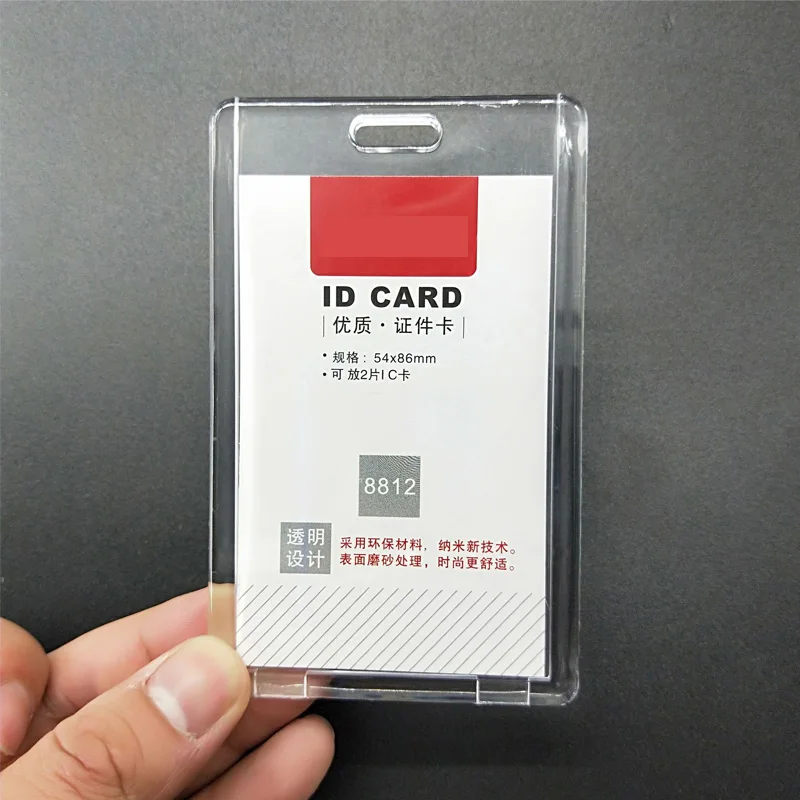 ID CARD
优质·证件卡
• 规格: 54x86mm
• 可放2片IC卡
8812
透明
设计
采用环保材料, 纳米新技术。
表面磨砂处理, 时尚更舒适。